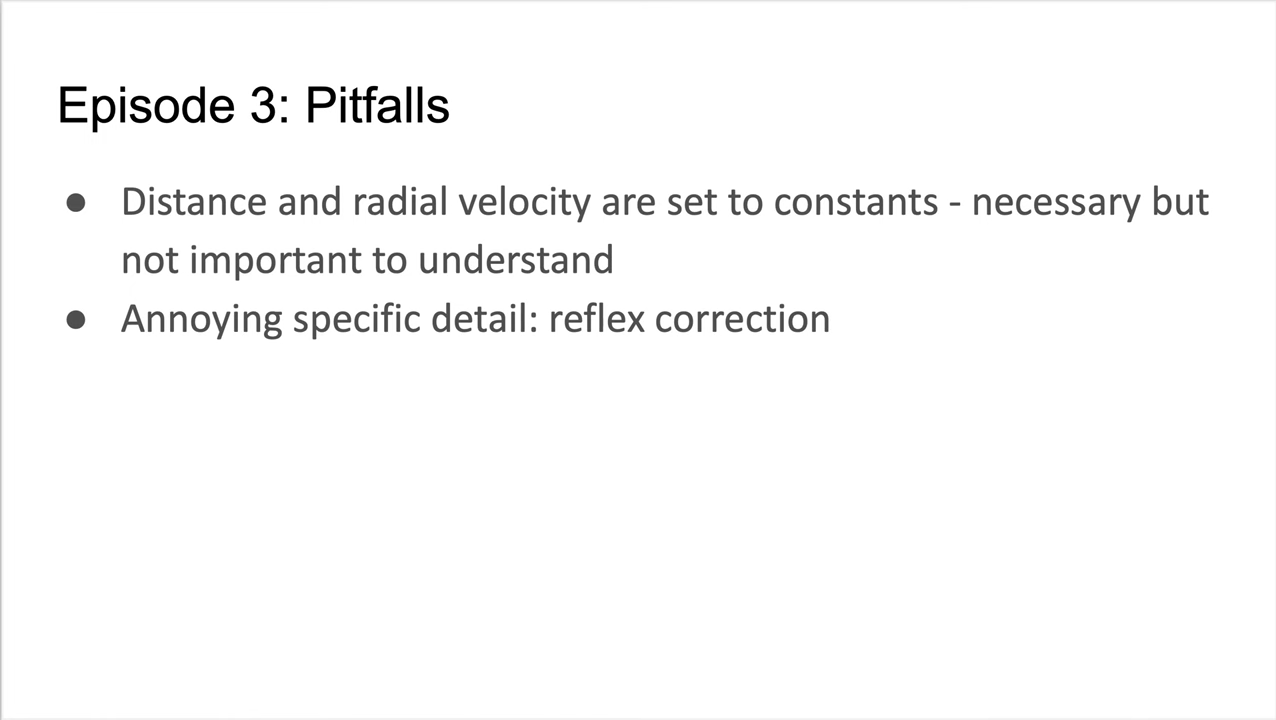 Episode 3: Pitfalls
● Distance and radial velocity are set to constants - necessary but
not important to understand
● Annoying specific detail: reflex correction